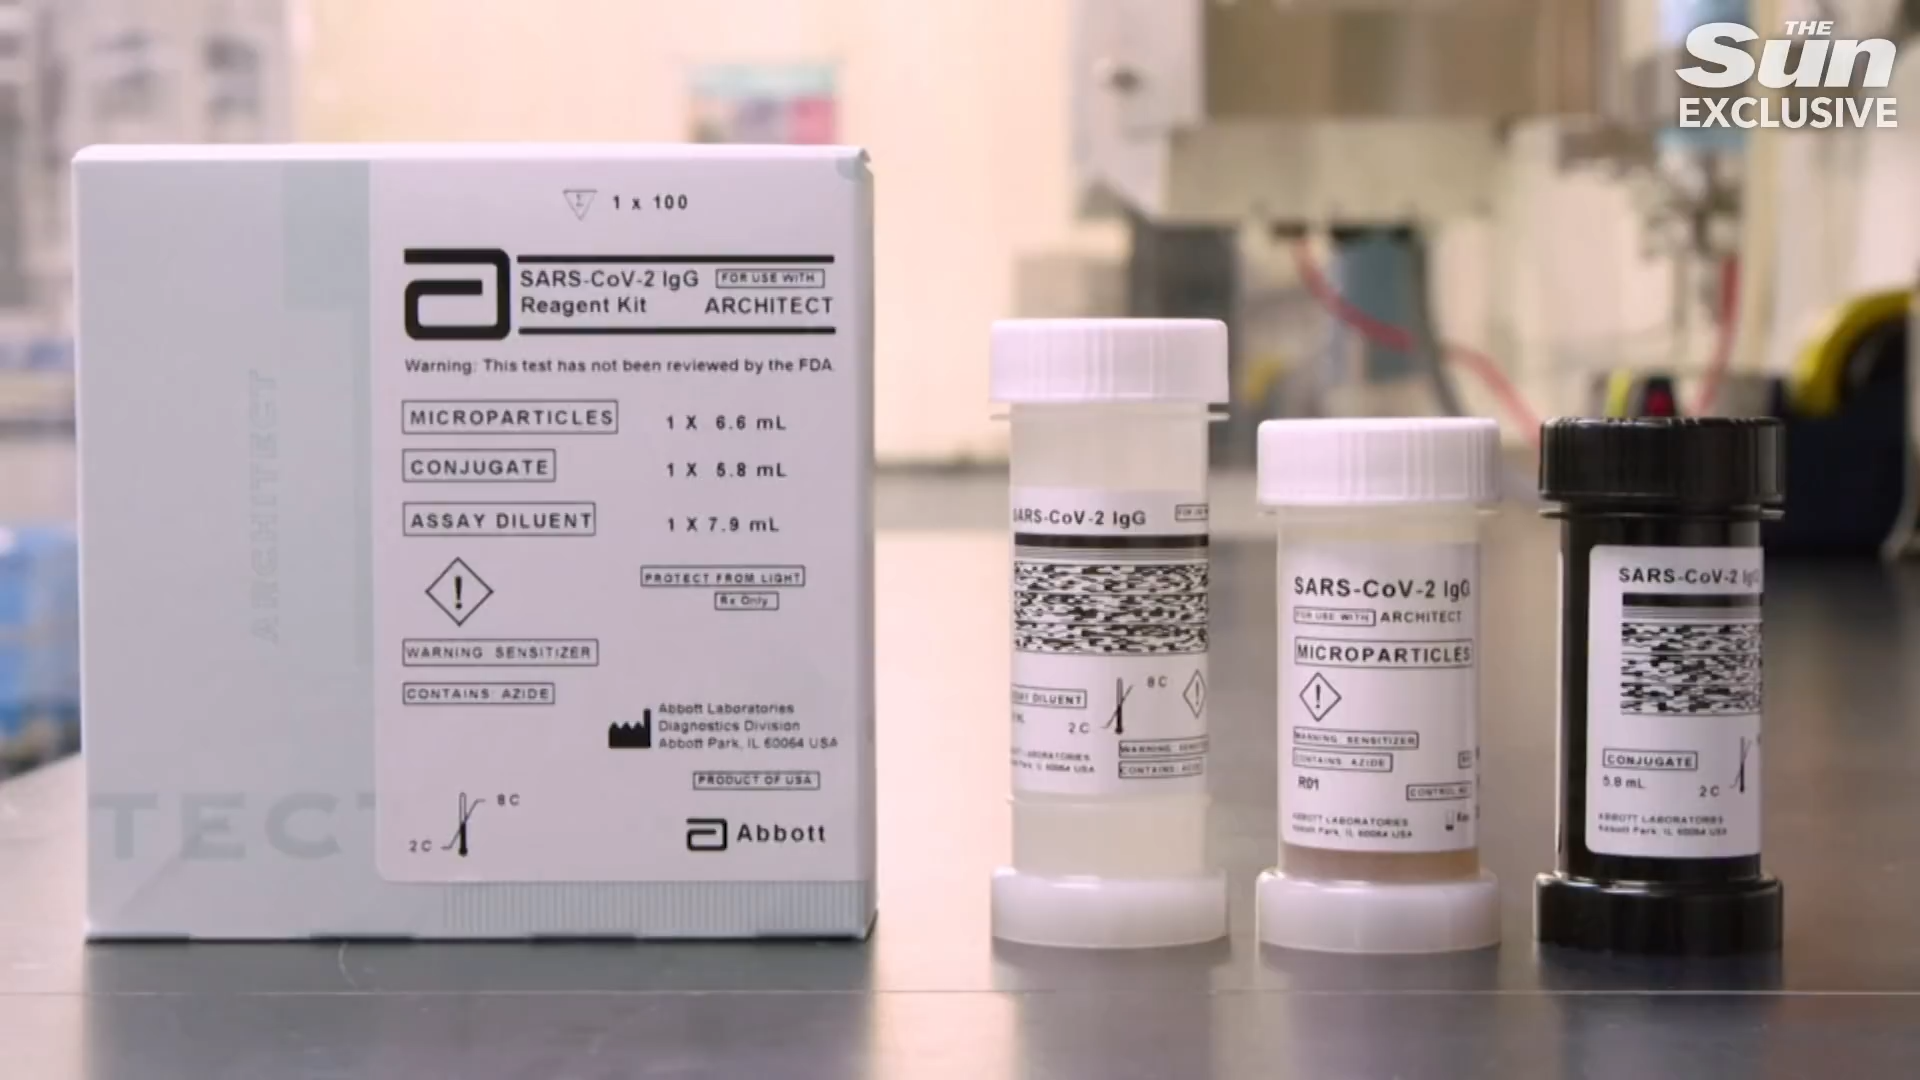 THE
Sun
EXCLUSIVE
1 x 100
SARS-CoV-2 IgG FOR USE WITH
Reagent Kit ARCHITECT
Warning: This test has not been reviewed by the FDA.
MICROPARTICLES 1 X 6.6 mL
CONJUGATE 1 X 5.8 mL
ASSAY DILUENT 1 X 7.9 mL
PROTECT FROM LIGHT
Rx Only
WARNING: SENSITIZER
CONTAINS: AZIDE
Abbott Laboratories
Diagnostics Division
Abbott Park, IL 60064 USA
PRODUCT OF USA
8 C
2 C
Abbott
ARCHITECT
TECT
SARS-CoV-2 IgG
8 C
DILUENT
2 C
SARS-CoV-2 IgG
FOR USE WITH ARCHITECT
MICROPARTICLES
WARNING: SENSITIZER
CONTAINS: AZIDE
R01
ABBOTT LABORATORIES
Abbott Park, IL 60064 USA
SARS-CoV-2 IgG
CONJUGATE
5.8 mL
2 C
ABBOTT LABORATORIES
Abbott Park, IL 60064 USA